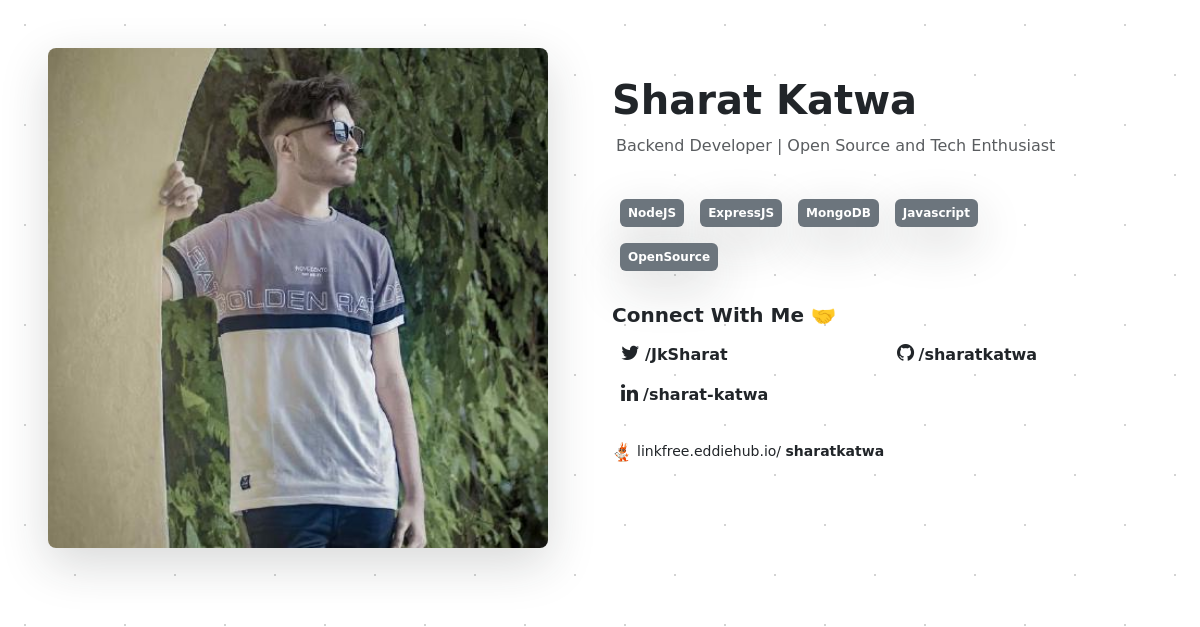 Sharat Katwa
Backend Developer | Open Source and Tech Enthusiast
NodeJS ExpressJS MongoDB Javascript
OpenSource
Connect With Me 🤝
/JkSharat /sharatkatwa
/sharat-katwa
linkfree.eddiehub.io/ sharatkatwa
GOLDEN RA